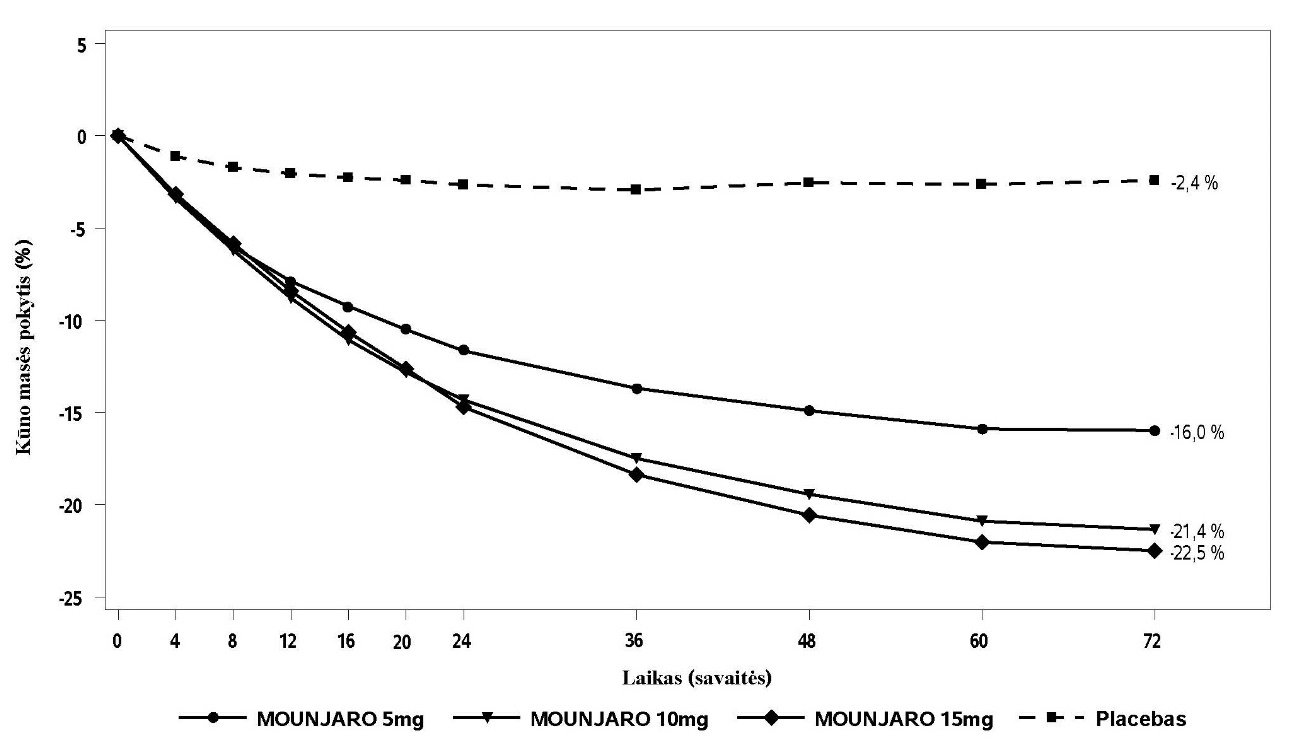 Kūno masės pokytis (%)
5
0
-5
-10
-15
-20
-25
-2,4 %
-16,0 %
-21,4 %
-22,5 %
0 4 8 12 16 20 24 36 48 60 72
Laikas (savaitės)
MOUNJARO 5mg MOUNJARO 10mg MOUNJARO 15mg Placebas